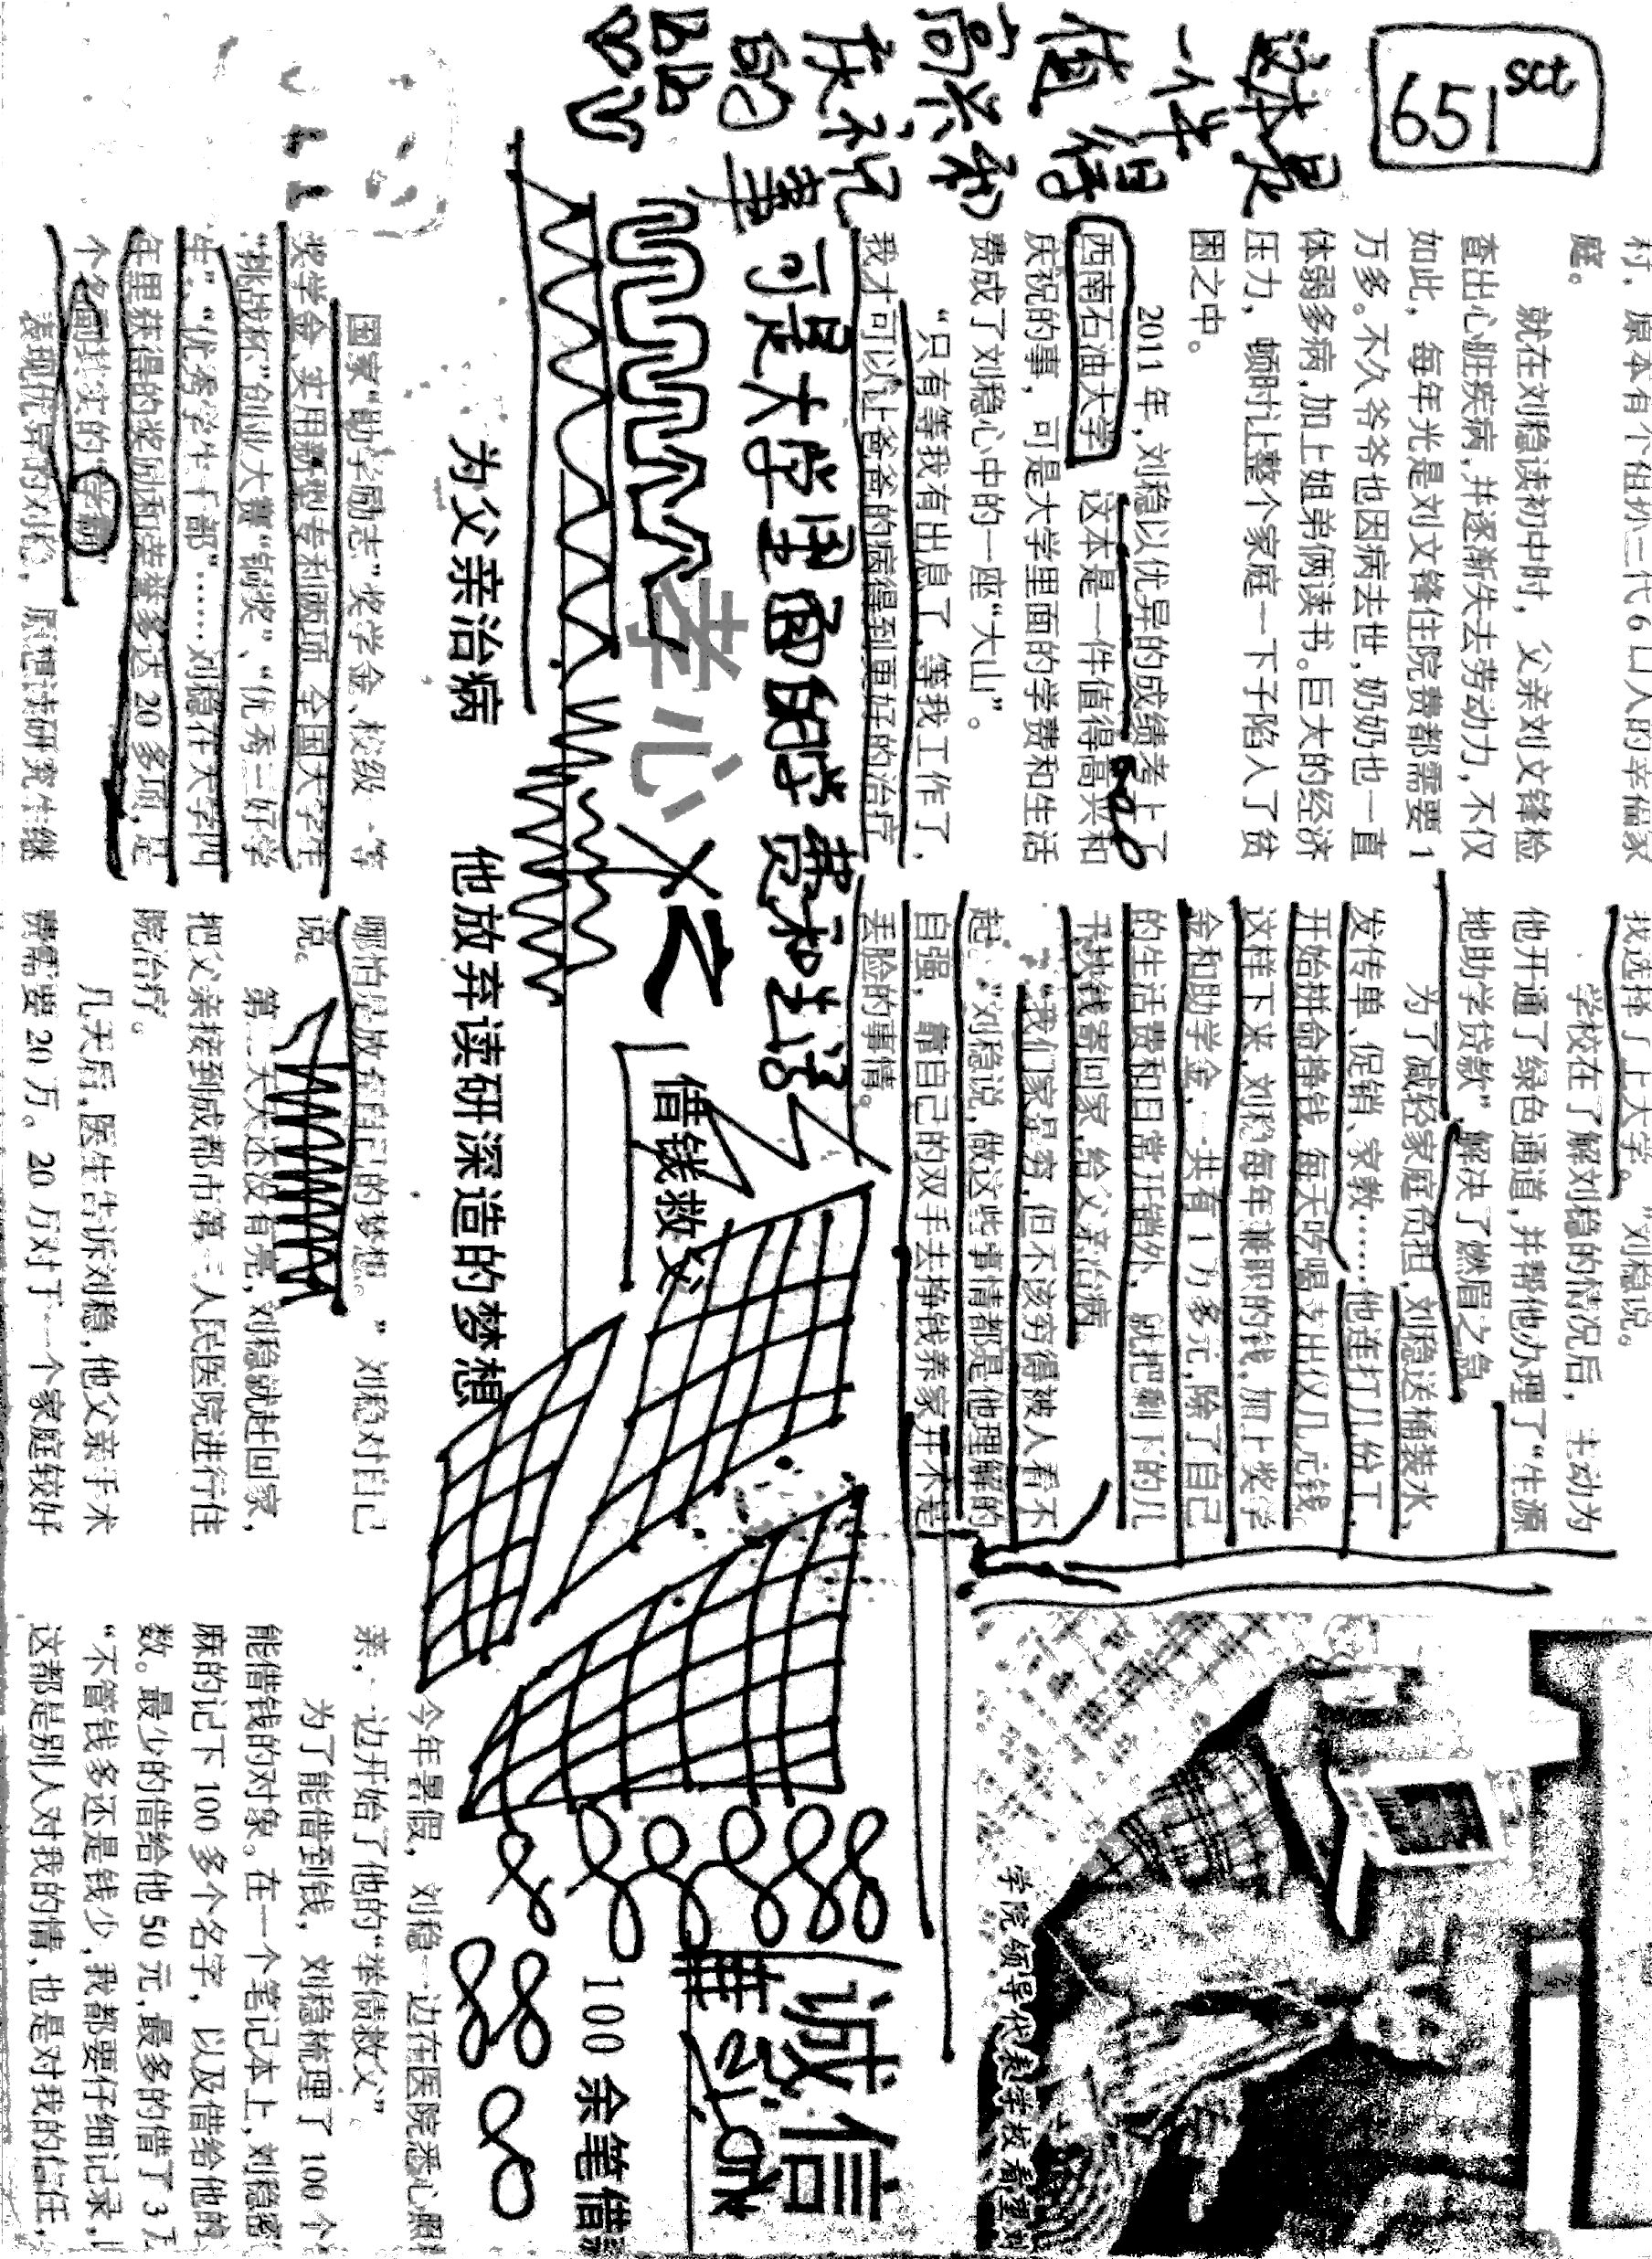 651 sct
这本是
一件
值得
高兴和
庆祝
的事
可是大学里面的学费和生活
村，原本有个祖孙三代6口人的幸福家
庭。
就在刘稳读初中时，父亲刘文锋检
查出心脏疾病，并逐渐失去劳动力，不仅
如此，每年光是刘文锋住院费都需要1
万多。不久爷爷也因病去世，奶奶也一直
体弱多病，加上姐弟俩读书。巨大的经济
压力，顿时让整个家庭一下子陷入了贫
困之中。
2011年，刘稳以优异的成绩考上了
西南石油大学 这本是一件值得高兴和
庆祝的事，可是大学里面的学费和生活
费成了刘稳心中的一座“大山”。
“只有等我有出息了，等我工作了，
我才可以让爸爸的病得到更好的治疗
我选择了上大学。”刘稳说。
学校在了解刘稳的情况后，主动为
他开通了绿色通道，并帮他办理了“生源
地助学贷款”，解决了燃眉之急。
为了减轻家庭负担，刘稳送桶装水、
发传单、促销、家教……他连打几份工，
开始拼命挣钱，每天吃喝支出仅几元钱
这样下来，刘稳每年兼职的钱，加上奖学
金和助学金，一共有1万多元，除了自己
的生活费和日常开销外，就把剩下的几
千块钱寄回家，给父亲治病
“我们家是穷，但不该穷得被人看不
起。”刘稳说，做这些事情都是他理解的
自强，靠自己的双手去挣钱养家并不是
丢脸的事情。
学院领导代表学校看望刘
孝心
借钱救父
为父亲治病 他放弃读研深造的梦想
国家“助学励志”奖学金、校级一等
奖学金、实用新型专利两项、全国大学生
“挑战杯”创业大赛“铜奖”、“优秀三好学
生”、“优秀学生干部”……刘稳在大学四
年里获得的奖励和荣誉多达20多项，是
个名副其实的“学霸”
表现优异的刘稳，原想读研究生继
哪怕是放弃自己的梦想。”刘稳对自己
说。
第二天天还没有亮，刘稳就赶回家，
把父亲接到成都市第三人民医院进行住
院治疗。
几天后，医生告诉刘稳，他父亲手术
费需要20万。20万对于一个家庭较好
诚信
100余笔借
今年暑假，刘稳一边在医院悉心照
亲，一边开始了他的“举债救父”
为了能借到钱，刘稳梳理了100个
能借钱的对象。在一个笔记本上，刘稳密
麻的记下100多个名字，以及借给他的
数。最少的借给他50元，最多的借了3万
“不管钱多还是钱少，我都要仔细记录，
这都是别人对我的情，也是对我的信任，